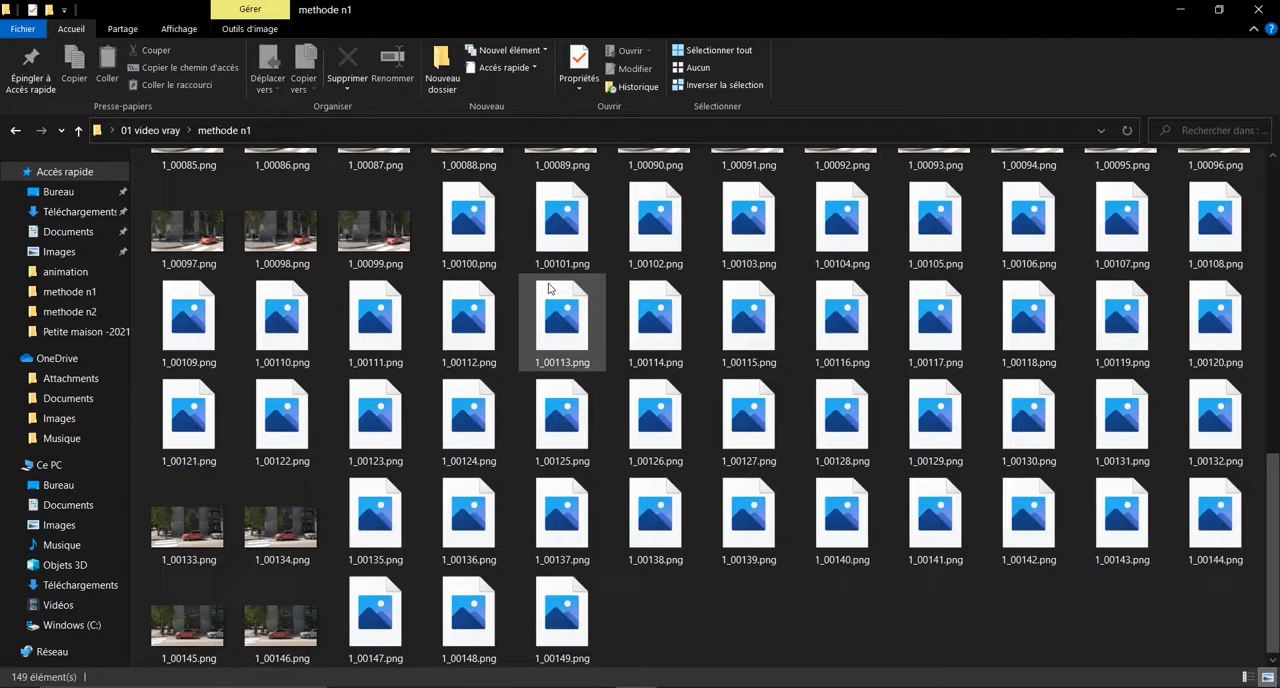 Gérer
methode n1
Fichier
Accueil
Partage
Affichage
Outils d'image
Épingler à Accès rapide
Copier
Coller
Couper
Copier le chemin d'accès
Coller le raccourci
Presse-papiers
Déplacer vers
Copier vers
Supprimer
Renommer
Organiser
Nouveau dossier
Nouvel élément
Accès rapide
Nouveau
Propriétés
Ouvrir
Modifier
Historique
Ouvrir
Sélectionner tout
Aucun
Inverser la sélection
Sélectionner
01 video vray > methode n1
Rechercher dans : ...
Accès rapide
Bureau
Téléchargements
Documents
Images
animation
methode n1
methode n2
Petite maison -2021
OneDrive
Attachments
Documents
Images
Musique
Ce PC
Bureau
Documents
Images
Musique
Objets 3D
Téléchargements
Vidéos
Windows (C:)
Réseau
1_00085.png 1_00086.png 1_00087.png 1_00088.png 1_00089.png 1_00090.png 1_00091.png 1_00092.png 1_00093.png 1_00094.png 1_00095.png 1_00096.png
1_00097.png 1_00098.png 1_00099.png 1_00100.png 1_00101.png 1_00102.png 1_00103.png 1_00104.png 1_00105.png 1_00106.png 1_00107.png 1_00108.png
1_00109.png 1_00110.png 1_00111.png 1_00112.png 1_00113.png 1_00114.png 1_00115.png 1_00116.png 1_00117.png 1_00118.png 1_00119.png 1_00120.png
1_00121.png 1_00122.png 1_00123.png 1_00124.png 1_00125.png 1_00126.png 1_00127.png 1_00128.png 1_00129.png 1_00130.png 1_00131.png 1_00132.png
1_00133.png 1_00134.png 1_00135.png 1_00136.png 1_00137.png 1_00138.png 1_00139.png 1_00140.png 1_00141.png 1_00142.png 1_00143.png 1_00144.png
1_00145.png 1_00146.png 1_00147.png 1_00148.png 1_00149.png
149 élément(s)